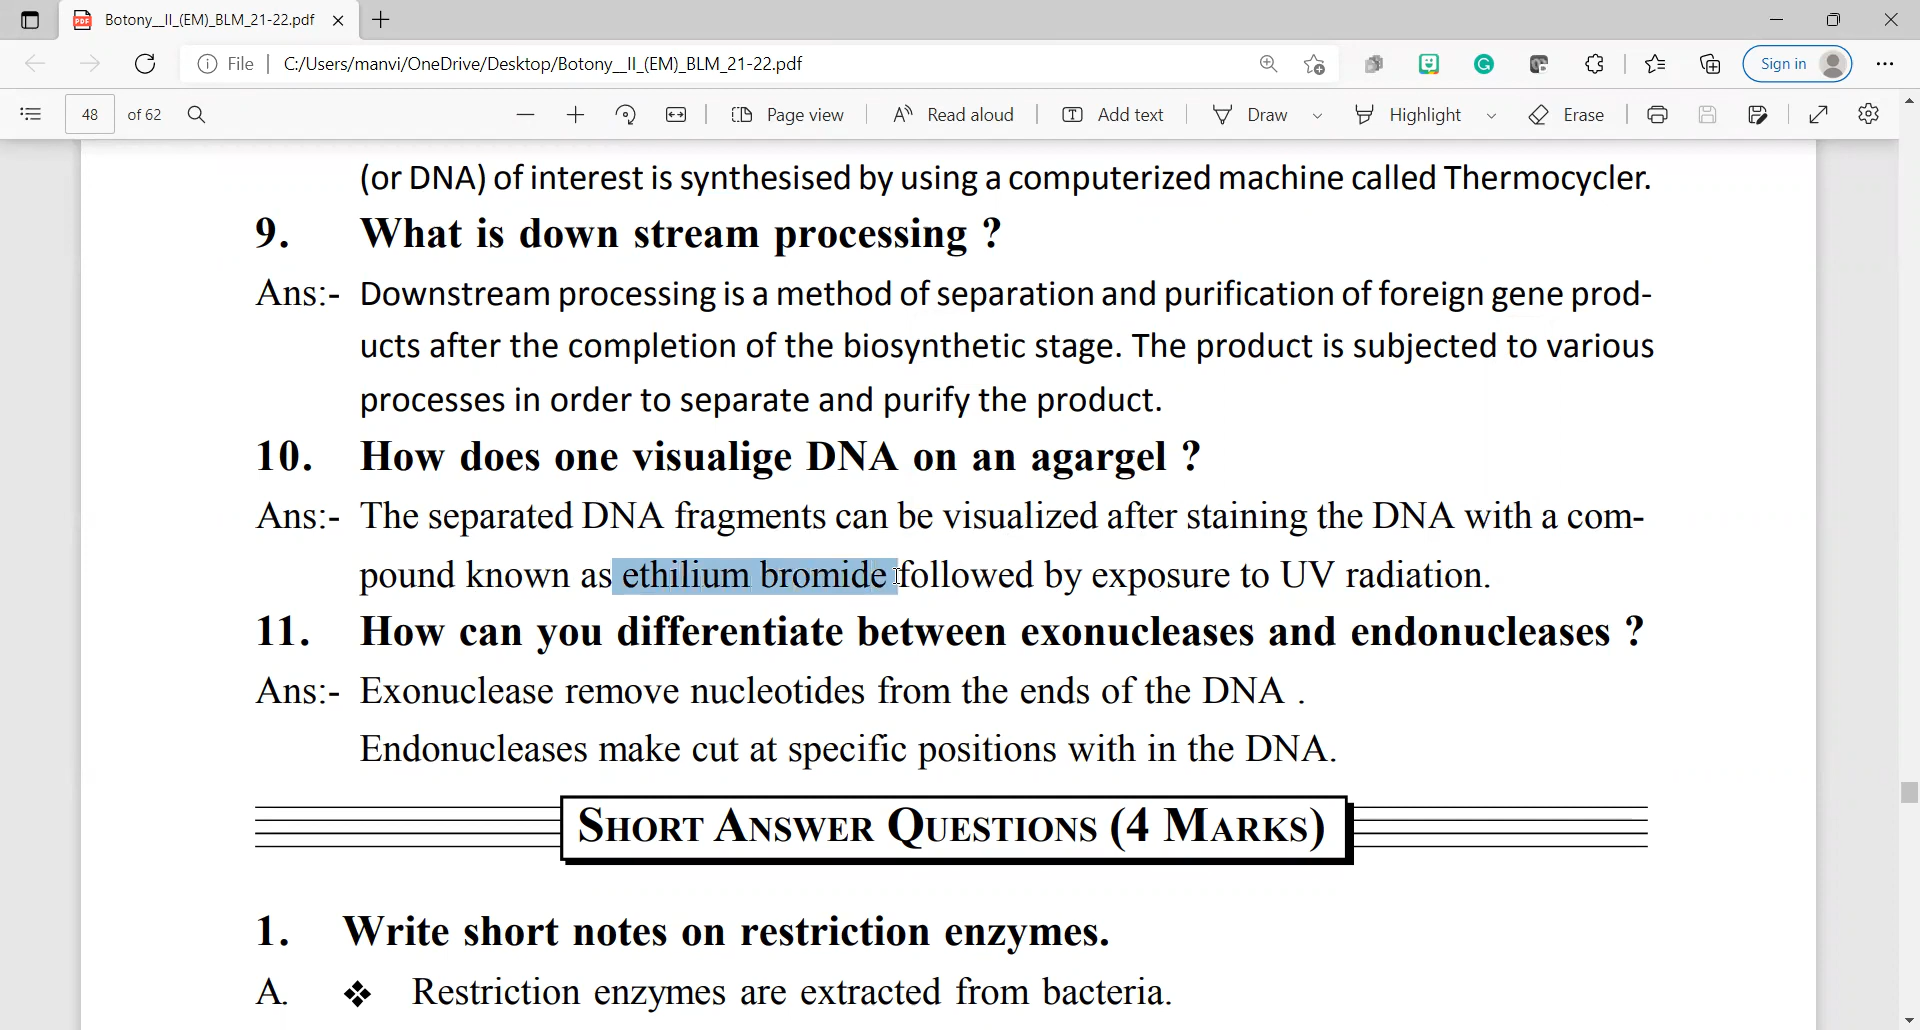 Botony__II_(EM)_BLM_21-22.pdf
File C:/Users/manvi/OneDrive/Desktop/Botony__II_(EM)_BLM_21-22.pdf Sign in
48 of 62 Page view Read aloud Add text Draw Highlight Erase
(or DNA) of interest is synthesised by using a computerized machine called Thermocycler.
9. What is down stream processing ?
Ans:- Downstream processing is a method of separation and purification of foreign gene prod-
ucts after the completion of the biosynthetic stage. The product is subjected to various
processes in order to separate and purify the product.
10. How does one visualige DNA on an agargel ?
Ans:- The separated DNA fragments can be visualized after staining the DNA with a com-
pound known as ethilium bromide followed by exposure to UV radiation.
11. How can you differentiate between exonucleases and endonucleases ?
Ans:- Exonuclease remove nucleotides from the ends of the DNA .
Endonucleases make cut at specific positions with in the DNA.
SHORT ANSWER QUESTIONS (4 MARKS)
1. Write short notes on restriction enzymes.
A. ❖ Restriction enzymes are extracted from bacteria.